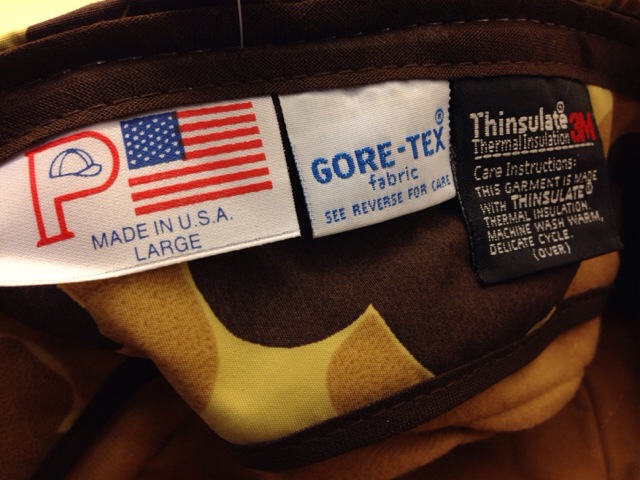 P
MADE IN U.S.A.
LARGE
GORE-TEX®
fabric
SEE REVERSE FOR CARE
Thinsulate® 3M
Thermal Insulation
Care Instructions:
THIS GARMENT IS MADE
WITH THINSULATE®
THERMAL INSULATION.
MACHINE WASH WARM,
DELICATE CYCLE.
(OVER)